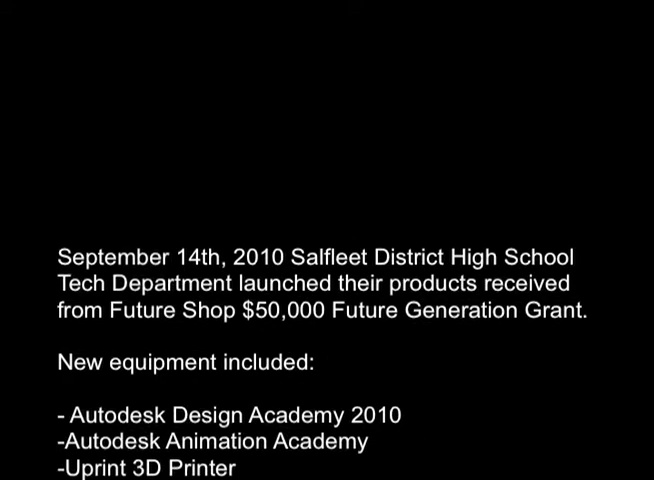 September 14th, 2010 Salfleet District High School
Tech Department launched their products received
from Future Shop $50,000 Future Generation Grant.
New equipment included:
- Autodesk Design Academy 2010
-Autodesk Animation Academy
-Uprint 3D Printer